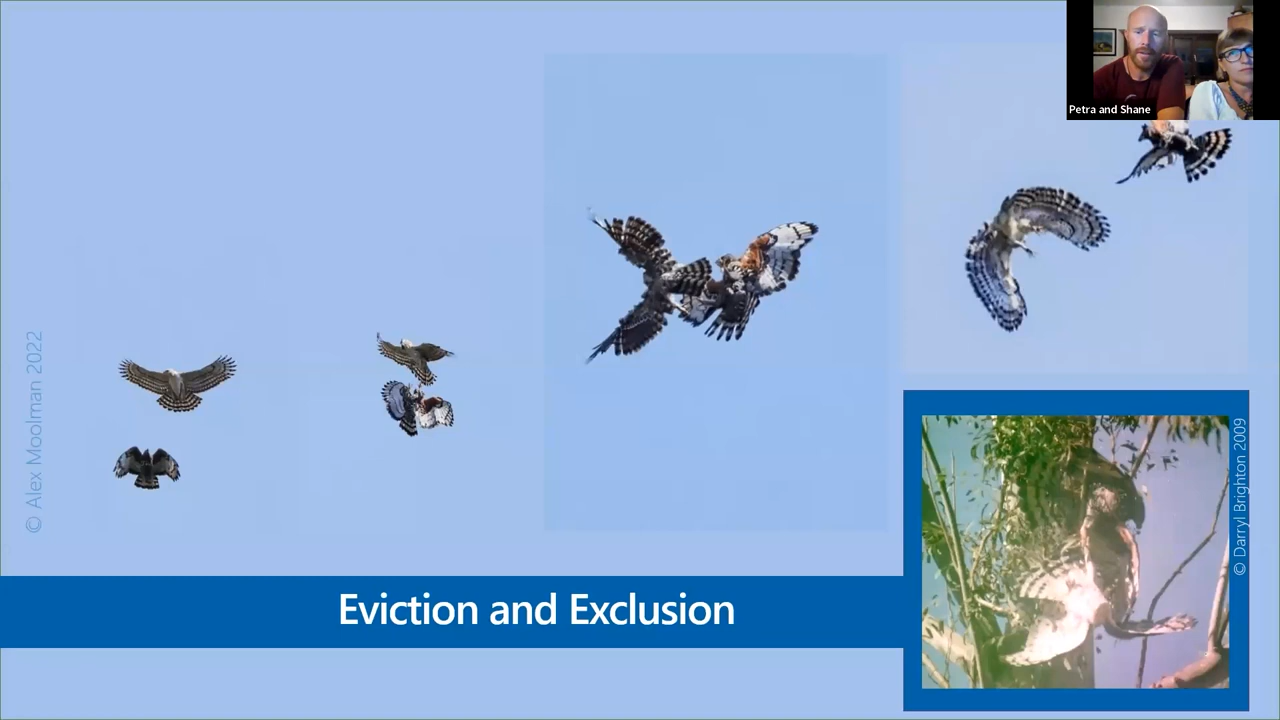 Petra and Shane
© Alex Moolman 2022
© Darryl Brighton 2009
Eviction and Exclusion